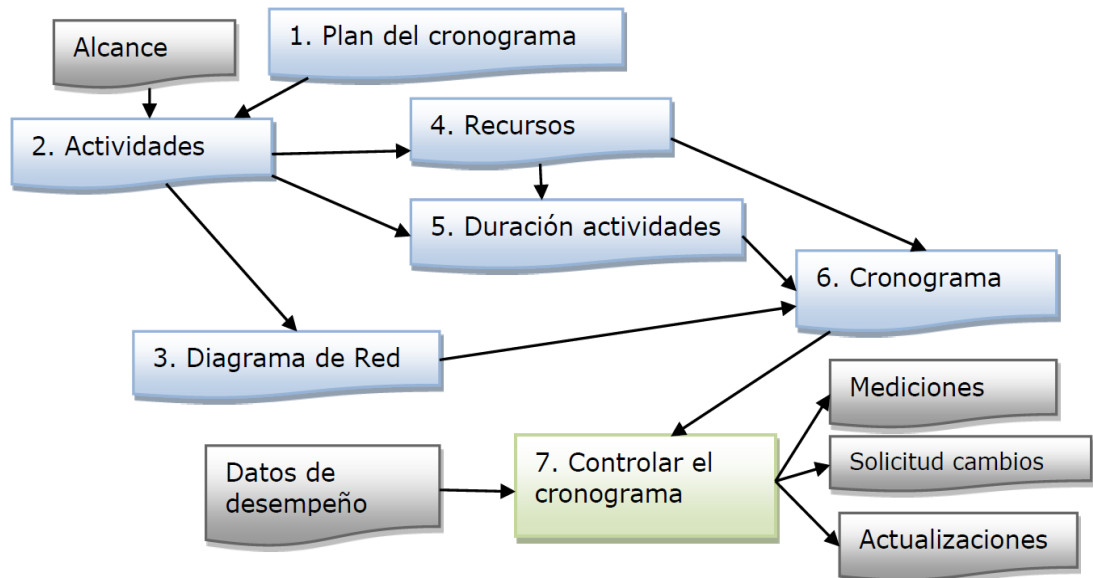 Alcance
1. Plan del cronograma
2. Actividades
4. Recursos
5. Duración actividades
6. Cronograma
3. Diagrama de Red
Mediciones
Datos de
desempeño
7. Controlar el
cronograma
Solicitud cambios
Actualizaciones